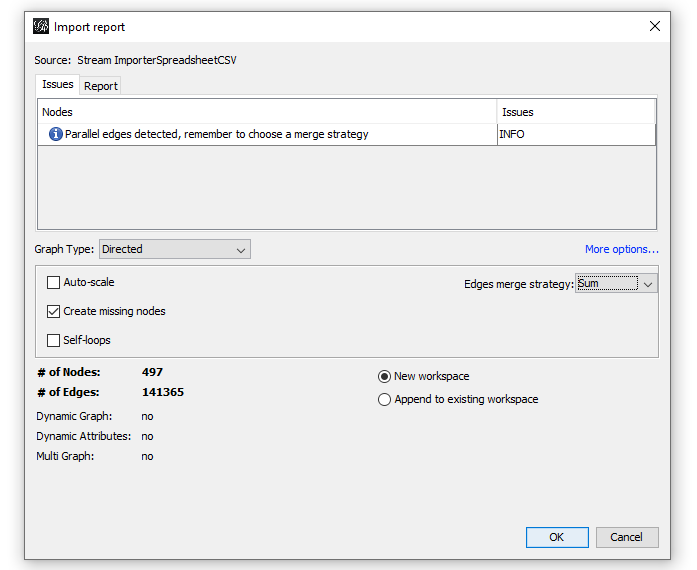 Import report
Source: Stream ImporterSpreadsheetCSV
Issues Report
Nodes Issues
Parallel edges detected, remember to choose a merge strategy INFO
Graph Type: Directed More options...
Auto-scale Edges merge strategy: Sum
Create missing nodes
Self-loops
# of Nodes: 497 New workspace
# of Edges: 141365 Append to existing workspace
Dynamic Graph: no
Dynamic Attributes: no
Multi Graph: no
OK Cancel